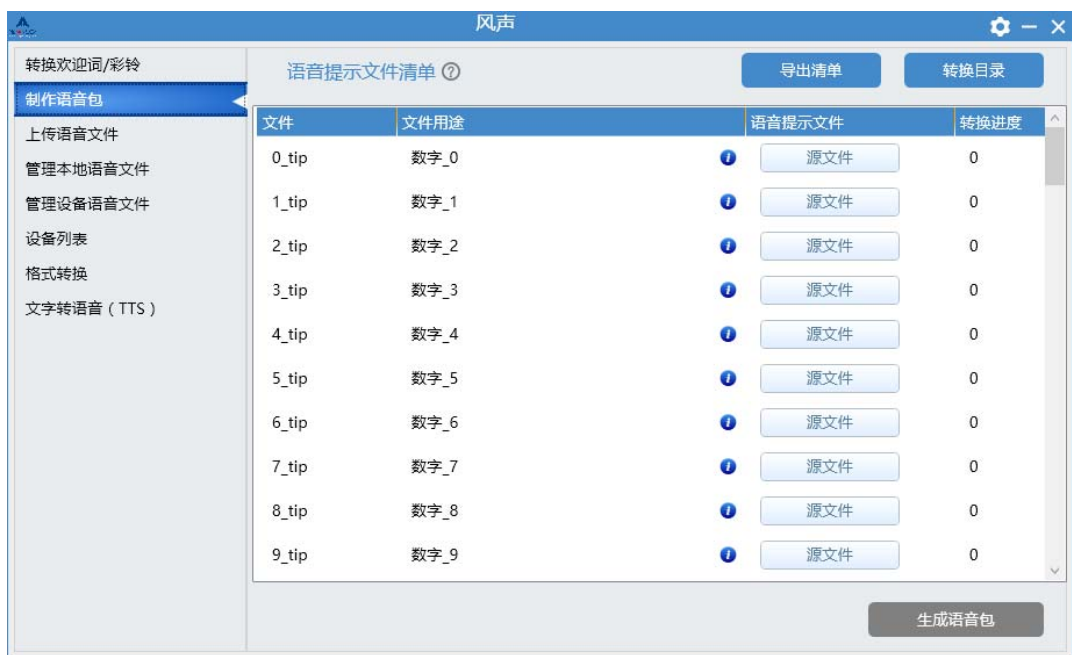 风声
转换欢迎词/彩铃
制作语音包
上传语音文件
管理本地语音文件
管理设备语音文件
设备列表
格式转换
文字转语音（TTS）
语音提示文件清单 ?
导出清单
转换目录
文件 文件用途 语音提示文件 转换进度
0_tip 数字_0 i 源文件 0
1_tip 数字_1 i 源文件 0
2_tip 数字_2 i 源文件 0
3_tip 数字_3 i 源文件 0
4_tip 数字_4 i 源文件 0
5_tip 数字_5 i 源文件 0
6_tip 数字_6 i 源文件 0
7_tip 数字_7 i 源文件 0
8_tip 数字_8 i 源文件 0
9_tip 数字_9 i 源文件 0
生成语音包